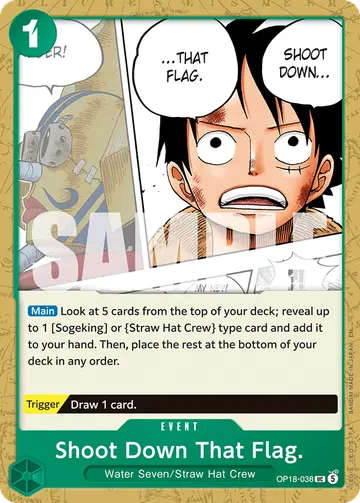 1
...THAT
FLAG.
SHOOT
DOWN...
SAMPLE
Main Look at 5 cards from the top of your deck; reveal up
to 1 [Sogeking] or {Straw Hat Crew} type card and add it
to your hand. Then, place the rest at the bottom of your
deck in any order.
Trigger Draw 1 card.
EVENT
Shoot Down That Flag.
Water Seven/Straw Hat Crew
OP18-038 UC 5